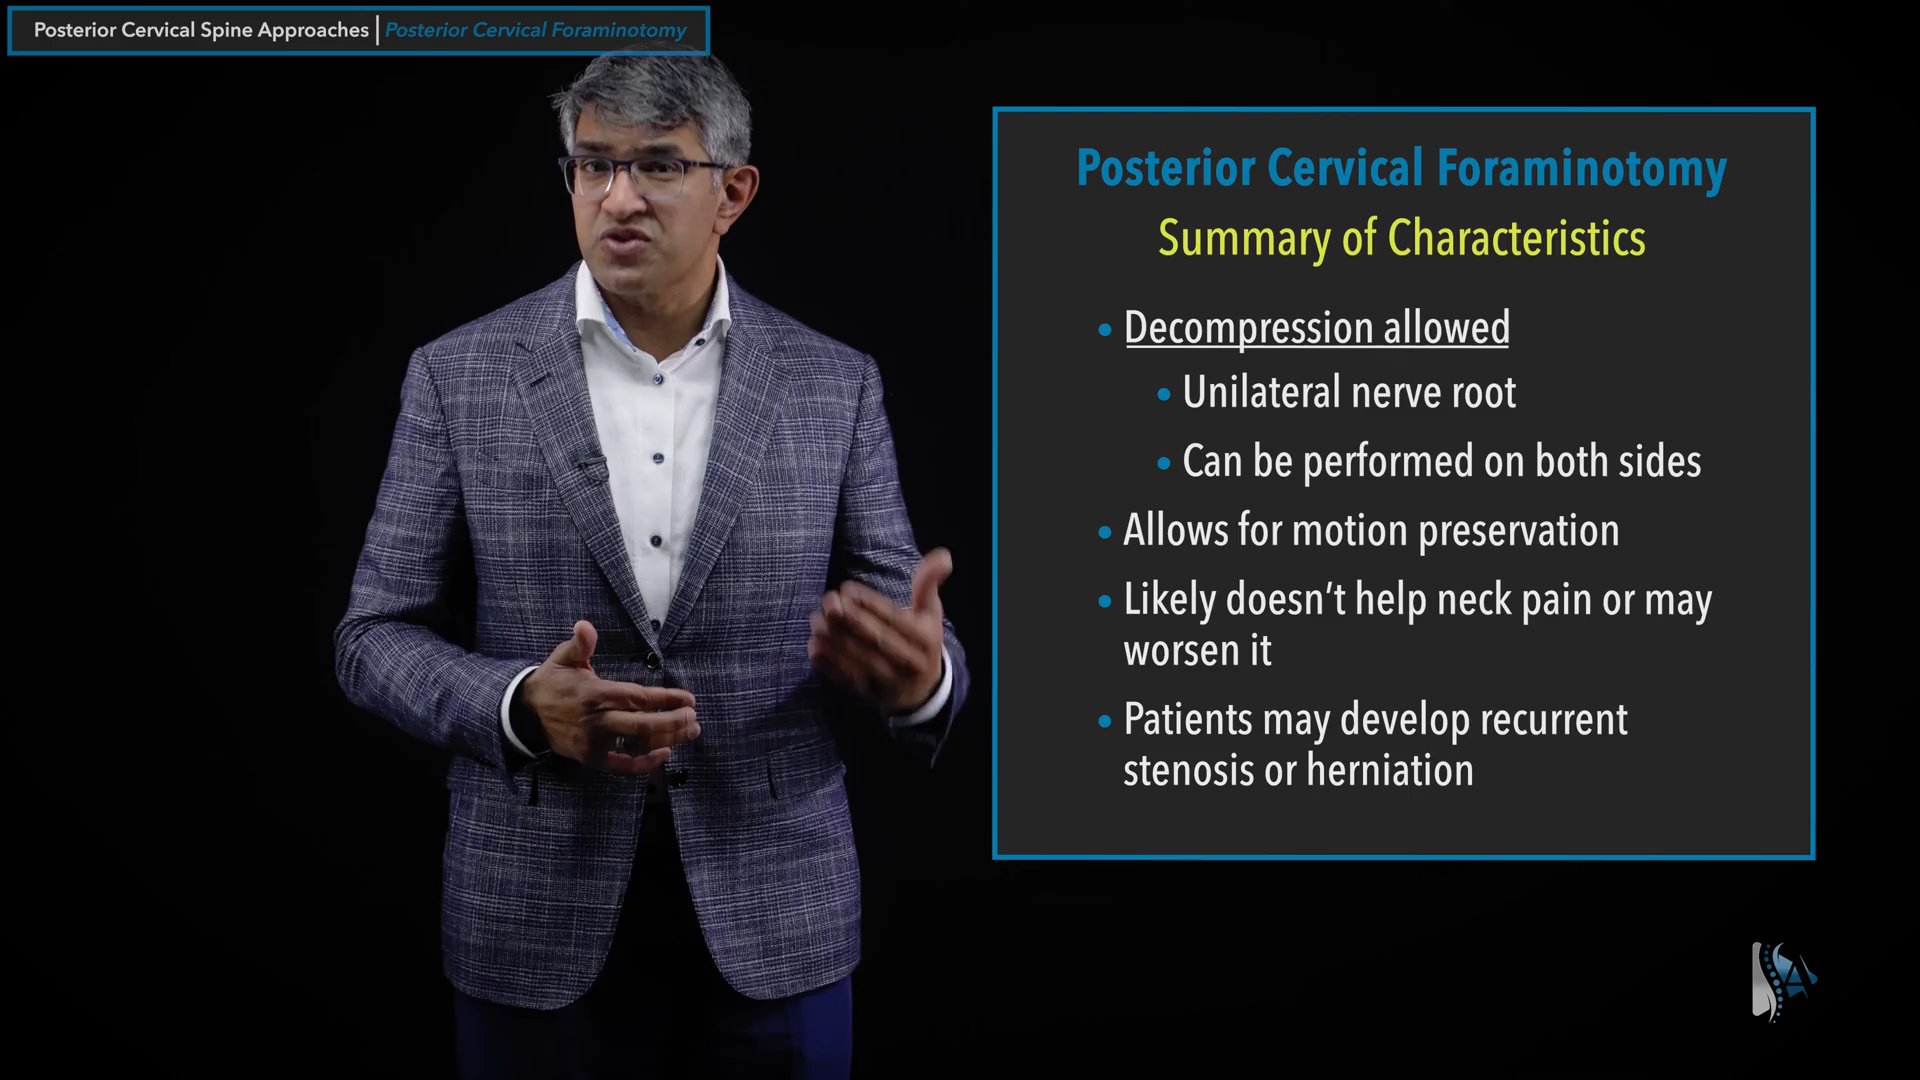 Posterior Cervical Spine Approaches | Posterior Cervical Foraminotomy
Posterior Cervical Foraminotomy
Summary of Characteristics
• Decompression allowed
• Unilateral nerve root
• Can be performed on both sides
• Allows for motion preservation
• Likely doesn't help neck pain or may
worsen it
• Patients may develop recurrent
stenosis or herniation